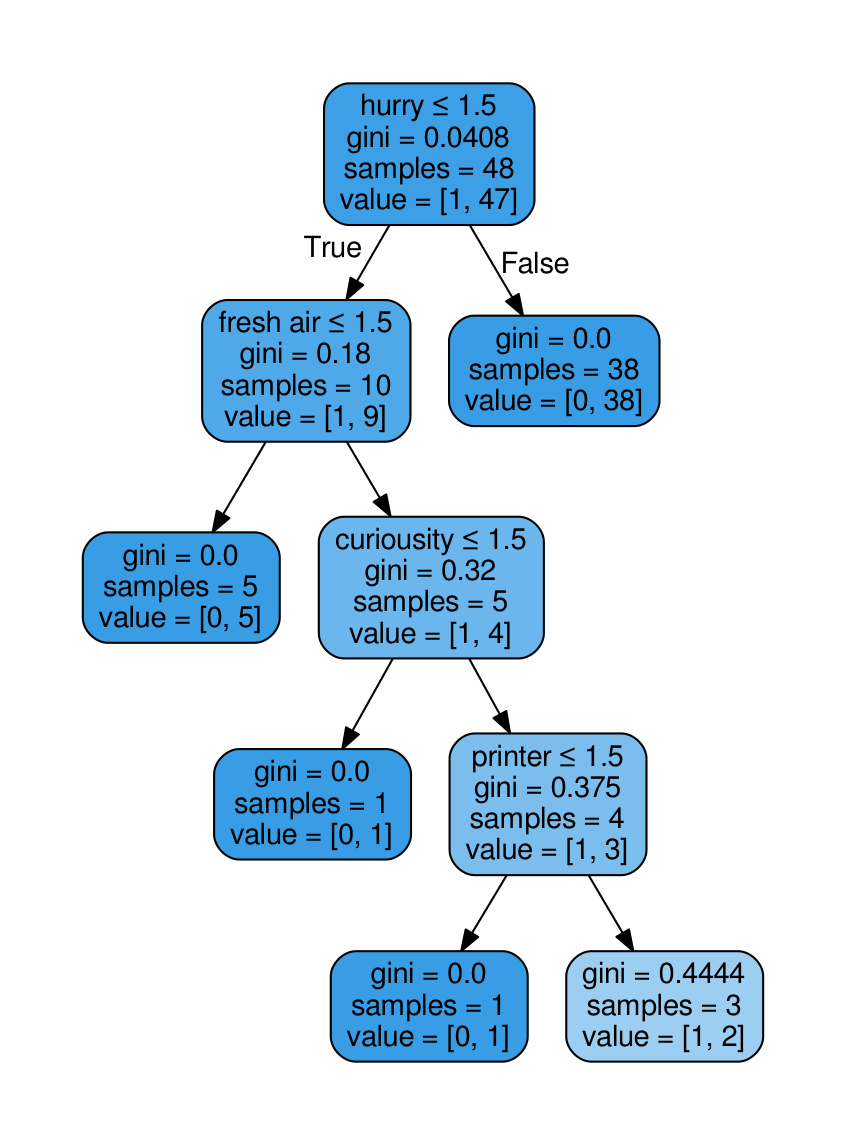 hurry ≤ 1.5
gini = 0.0408
samples = 48
value = [1, 47]
True
False
fresh air ≤ 1.5
gini = 0.18
samples = 10
value = [1, 9]
gini = 0.0
samples = 38
value = [0, 38]
gini = 0.0
samples = 5
value = [0, 5]
curiousity ≤ 1.5
gini = 0.32
samples = 5
value = [1, 4]
gini = 0.0
samples = 1
value = [0, 1]
printer ≤ 1.5
gini = 0.375
samples = 4
value = [1, 3]
gini = 0.0
samples = 1
value = [0, 1]
gini = 0.4444
samples = 3
value = [1, 2]